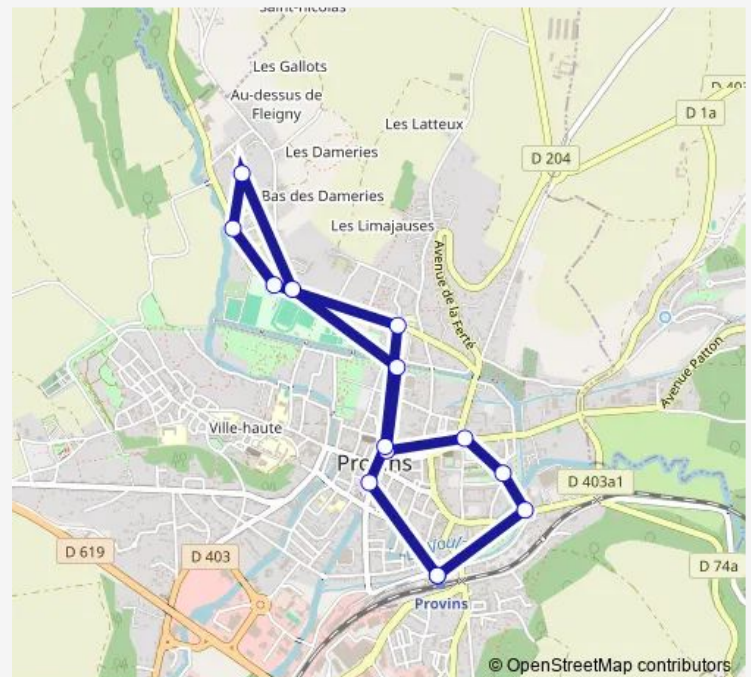 Saint-Nicolas
Les Gallots
Au-dessus de
Fleigny
Les Latteux
D 1a
Les Dameries
D 204
Bas des Dameries
Les Limajauses
Avenue de la Ferté
Avenue Patton
Ville-haute
Provins
D 403a1
D 619
D 403
D 74a
Provins
© OpenStreetMap contributors